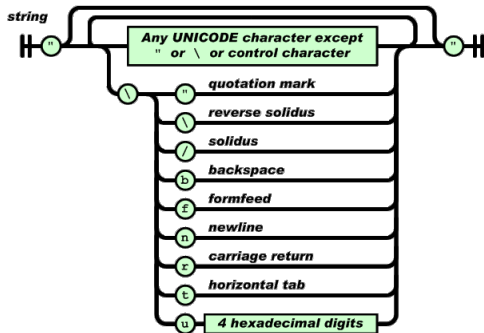 string
" Any UNICODE character except "
" or \ or control character
\ " quotation mark
\ reverse solidus
/ solidus
b backspace
f formfeed
n newline
r carriage return
t horizontal tab
u 4 hexadecimal digits